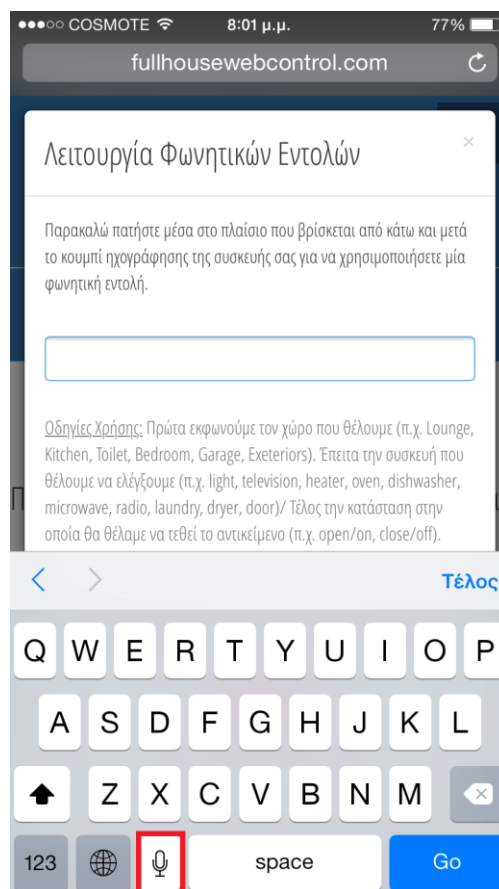 COSMOTE 8:01 μ.μ. 77%
fullhousewebcontrol.com
Λειτουργία Φωνητικών Εντολών ×
Παρακαλώ πατήστε μέσα στο πλαίσιο που βρίσκεται από κάτω και μετά
το κουμπί ηχογράφησης της συσκευής σας για να χρησιμοποιήσετε μία
φωνητική εντολή.
Οδηγίες Χρήσης: Πρώτα εκφωνούμε τον χώρο που θέλουμε (π.χ. Lounge,
Kitchen, Toilet, Bedroom, Garage, Exeteriors). Έπειτα την συσκευή που
θέλουμε να ελέγξουμε (π.χ. light, television, heater, oven, dishwasher,
microwave, radio, laundry, dryer, door)/ Τέλος την κατάσταση στην
οποία θα θέλαμε να τεθεί το αντικείμενο (π.χ. open/on, close/off).
Τέλος
Q W E R T Y U I O P
A S D F G H J K L
Z X C V B N M
123 space Go